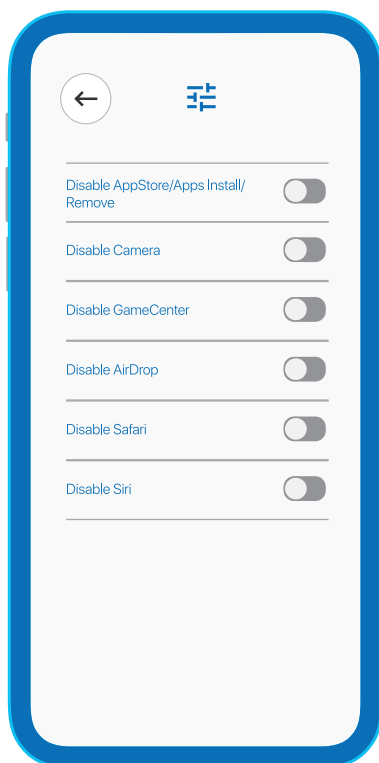 Disable AppStore/Apps Install/
Remove
Disable Camera
Disable GameCenter
Disable AirDrop
Disable Safari
Disable Siri